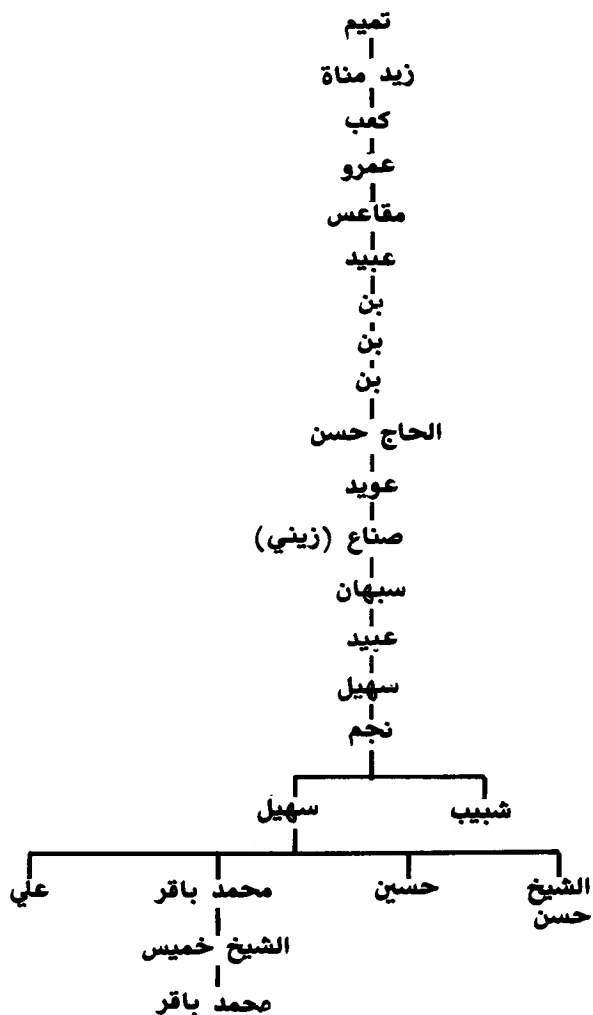 تميم
زيد مناة
كعب
عمرو
مقاعس
عبيد
بن
بن
بن
الحاج حسن
عويد
صناع (زيني)
سبهان
عبيد
سهيل
نجم
شبيب
سهيل
الشيخ
حسن
حسين
محمد باقر
علي
الشيخ خميس
محمد باقر